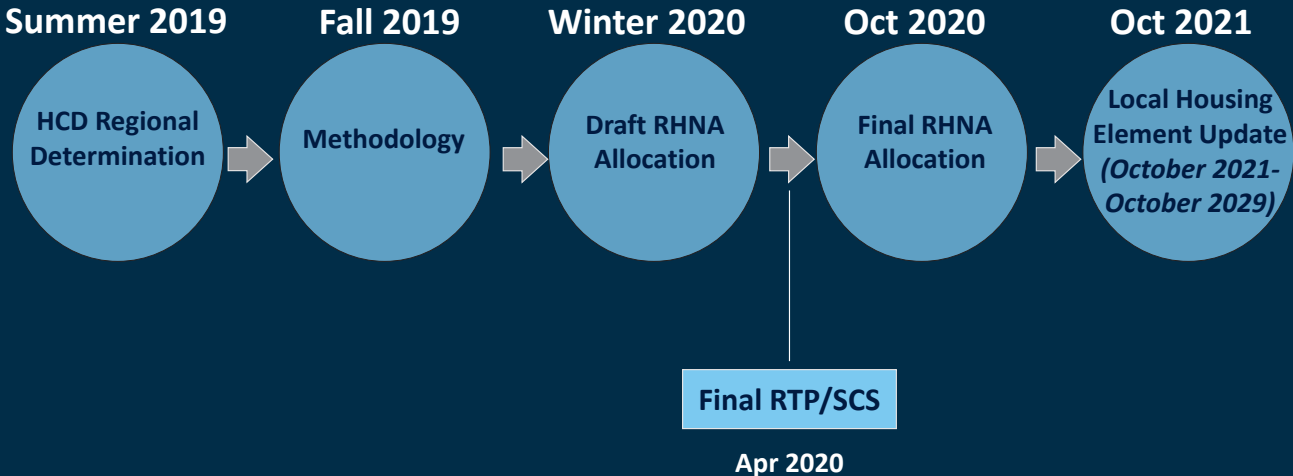 Summer 2019
Fall 2019
Winter 2020
Oct 2020
Oct 2021
HCD Regional
Determination
Methodology
Draft RHNA
Allocation
Final RHNA
Allocation
Local Housing
Element Update
(October 2021-
October 2029)
Final RTP/SCS
Apr 2020